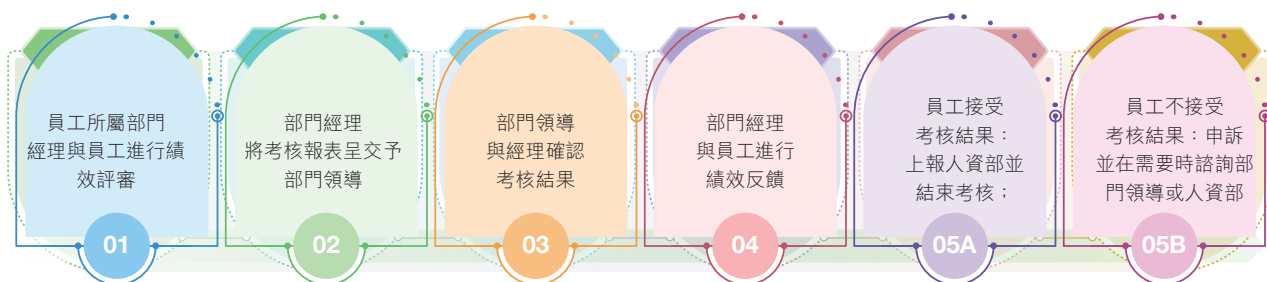 員工所屬部門
經理與員工進行績
效評審
01
部門經理
將考核報表呈交予
部門領導
02
部門領導
與經理確認
考核結果
03
部門經理
與員工進行
績效反饋
04
員工接受
考核結果：
上報人資部並
結束考核；
05A
員工不接受
考核結果：申訴
並在需要時諮詢部
門領導或人資部
05B